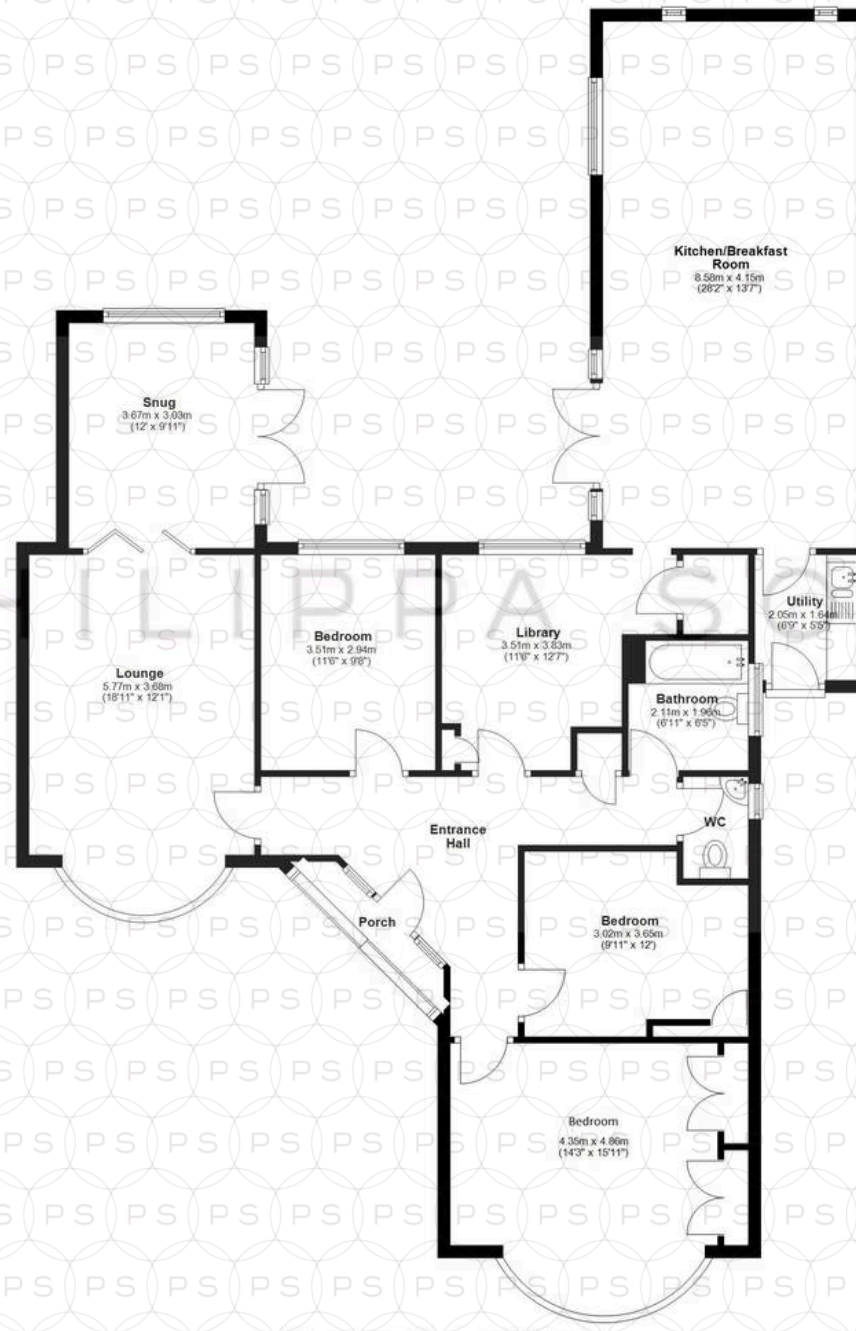 Kitchen/Breakfast
Room
8.58m x 4.15m
(28'2" x 13'7")
Snug
3.67m x 3.03m
(12' x 9'11")
Utility
2.05m x 1.64m
(6'9" x 5'5")
Bedroom
3.51m x 2.94m
(11'6" x 9'8")
Library
3.51m x 3.83m
(11'6" x 12'7")
Lounge
5.77m x 3.68m
(18'11" x 12'1")
Bathroom
2.11m x 1.96m
(6'11" x 6'5")
Entrance
Hall
WC
Porch
Bedroom
3.02m x 3.65m
(9'11" x 12')
Bedroom
4.35m x 4.86m
(14'3" x 15'11")